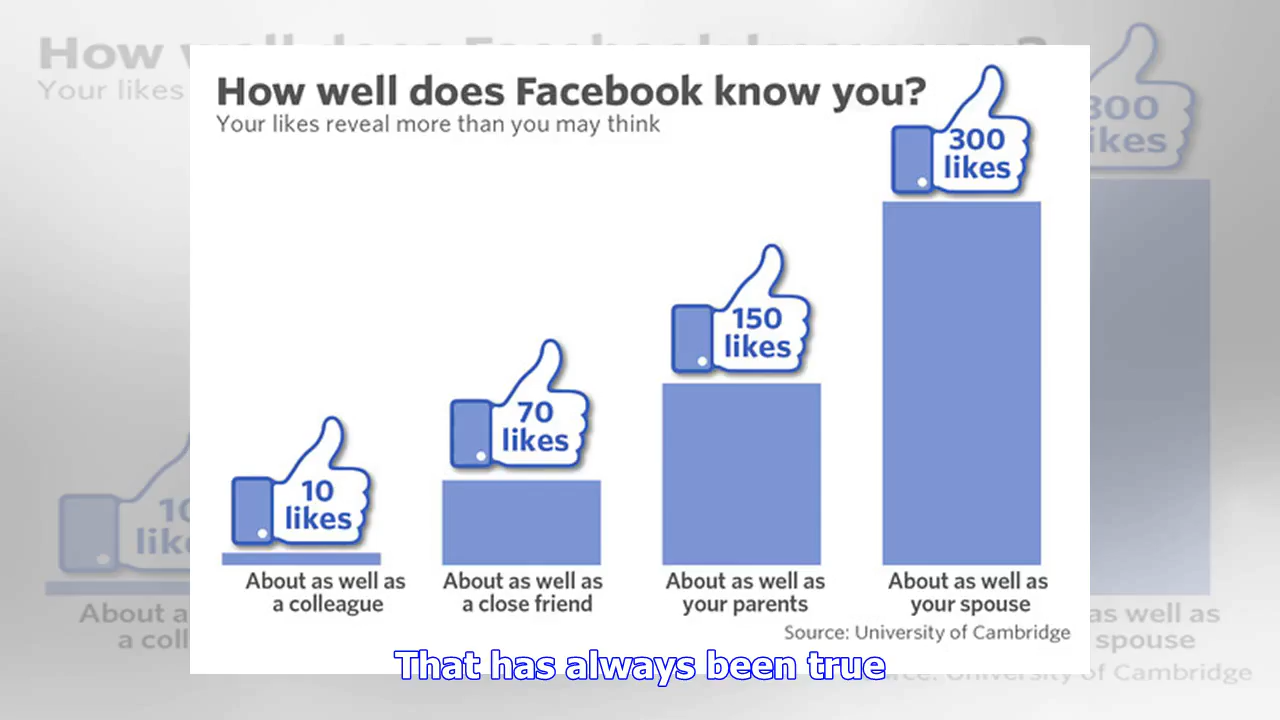 How well does Facebook know you?
Your likes reveal more than you may think
300
likes
150
likes
70
likes
10
likes
About as well as
a colleague
About as well as
a close friend
About as well as
your parents
About as well as
your spouse
Source: University of Cambridge
That has always been true